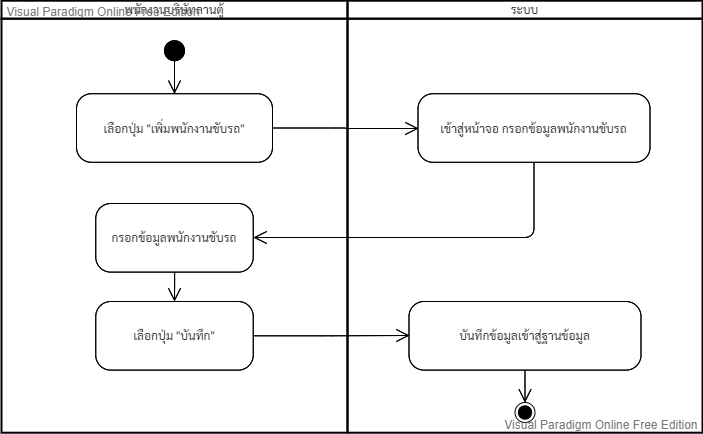 Visual Paradigm Online Free Edition
พนักงานบริษัทลานตู้
ระบบ
เลือกปุ่ม "เพิ่มพนักงานขับรถ"
เข้าสู่หน้าจอ กรอกข้อมูลพนักงานขับรถ
กรอกข้อมูลพนักงานขับรถ
เลือกปุ่ม "บันทึก"
บันทึกข้อมูลเข้าสู่ฐานข้อมูล
Visual Paradigm Online Free Edition